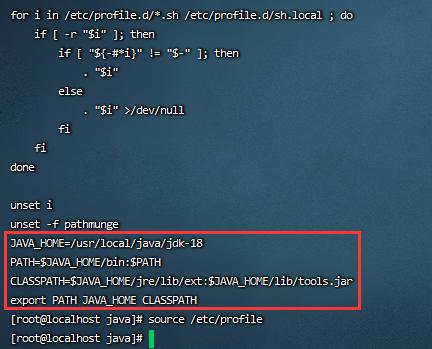 for i in /etc/profile.d/*.sh /etc/profile.d/sh.local ; do
    if [ -r "$i" ]; then
        if [ "${-#*i}" != "$-" ]; then
            . "$i"
        else
            . "$i" >/dev/null
        fi
    fi
done
unset i
unset -f pathmunge
JAVA_HOME=/usr/local/java/jdk-18
PATH=$JAVA_HOME/bin:$PATH
CLASSPATH=$JAVA_HOME/jre/lib/ext:$JAVA_HOME/lib/tools.jar
export PATH JAVA_HOME CLASSPATH
[root@localhost java]# source /etc/profile
[root@localhost java]#